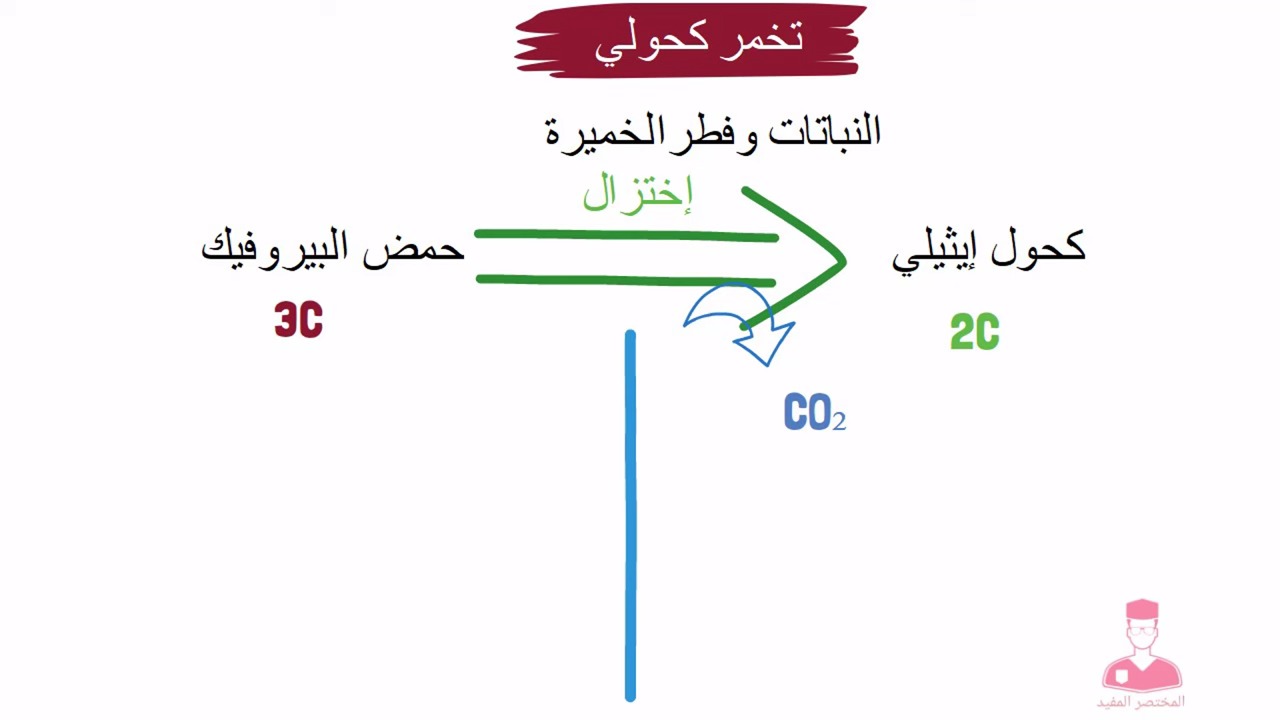 تخمر كحولي
النباتات وفطر الخميرة
إختزال
حمض البيروفيك
كحول إيثيلي
3C
2C
CO₂
المختصر المفيد